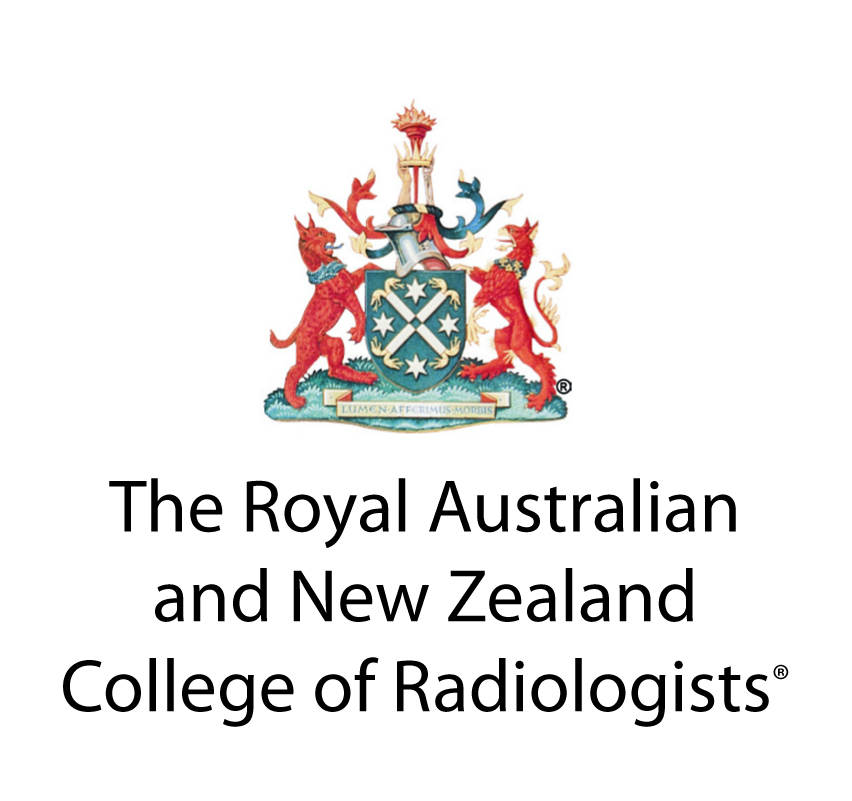 ®
LUMEN·AFFERIMUS·MORBIS
The Royal Australian
and New Zealand
College of Radiologists®